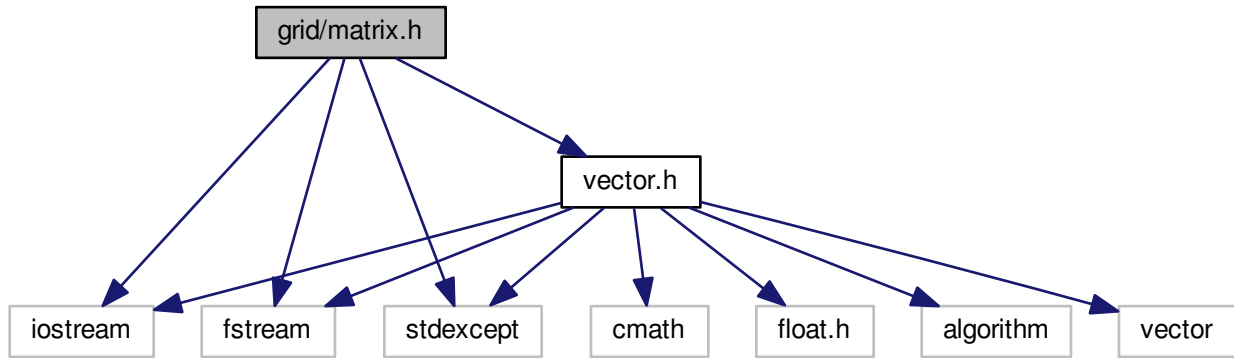 grid/matrix.h
vector.h
iostream
fstream
stdexcept
cmath
float.h
algorithm
vector